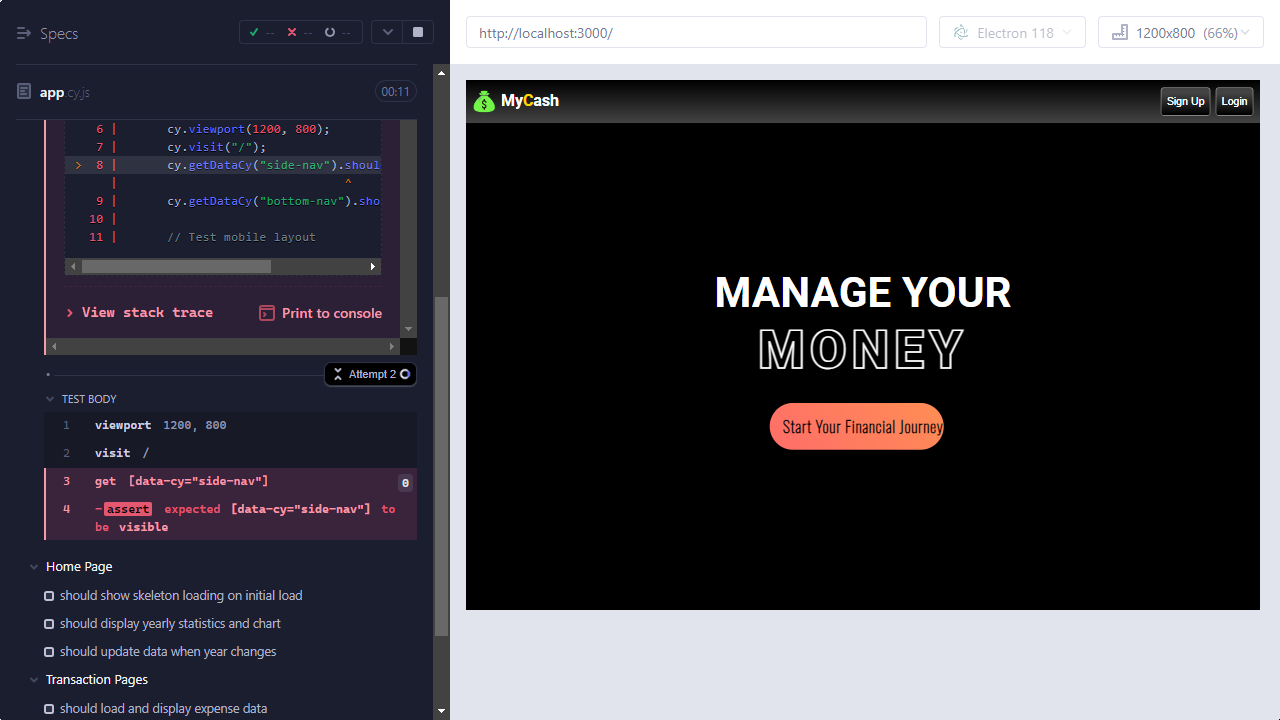 Specs
-- -- --
app.cy.js
00:11
6 | cy.viewport(1200, 800);
7 | cy.visit("/");
> 8 | cy.getDataCy("side-nav").shoul
| ^
9 | cy.getDataCy("bottom-nav").sho
10 |
11 | // Test mobile layout
View stack trace
Print to console
Attempt 2
TEST BODY
1 viewport 1200, 800
2 visit /
3 get [data-cy="side-nav"] 0
4 -assert expected [data-cy="side-nav"] to
be visible
Home Page
should show skeleton loading on initial load
should display yearly statistics and chart
should update data when year changes
Transaction Pages
should load and display expense data
http://localhost:3000/
Electron 118
1200x800 (66%)
MyCash
Sign Up
Login
MANAGE YOUR
MONEY
Start Your Financial Journey